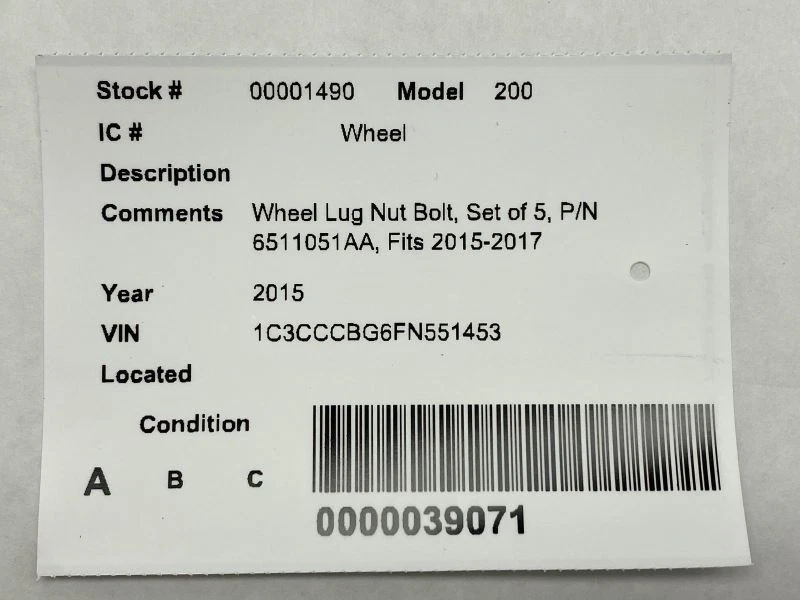 Stock # 00001490 Model 200
IC # Wheel
Description
Comments Wheel Lug Nut Bolt, Set of 5, P/N
6511051AA, Fits 2015-2017
Year 2015
VIN 1C3CCCBG6FN551453
Located
Condition
A B C
0000039071